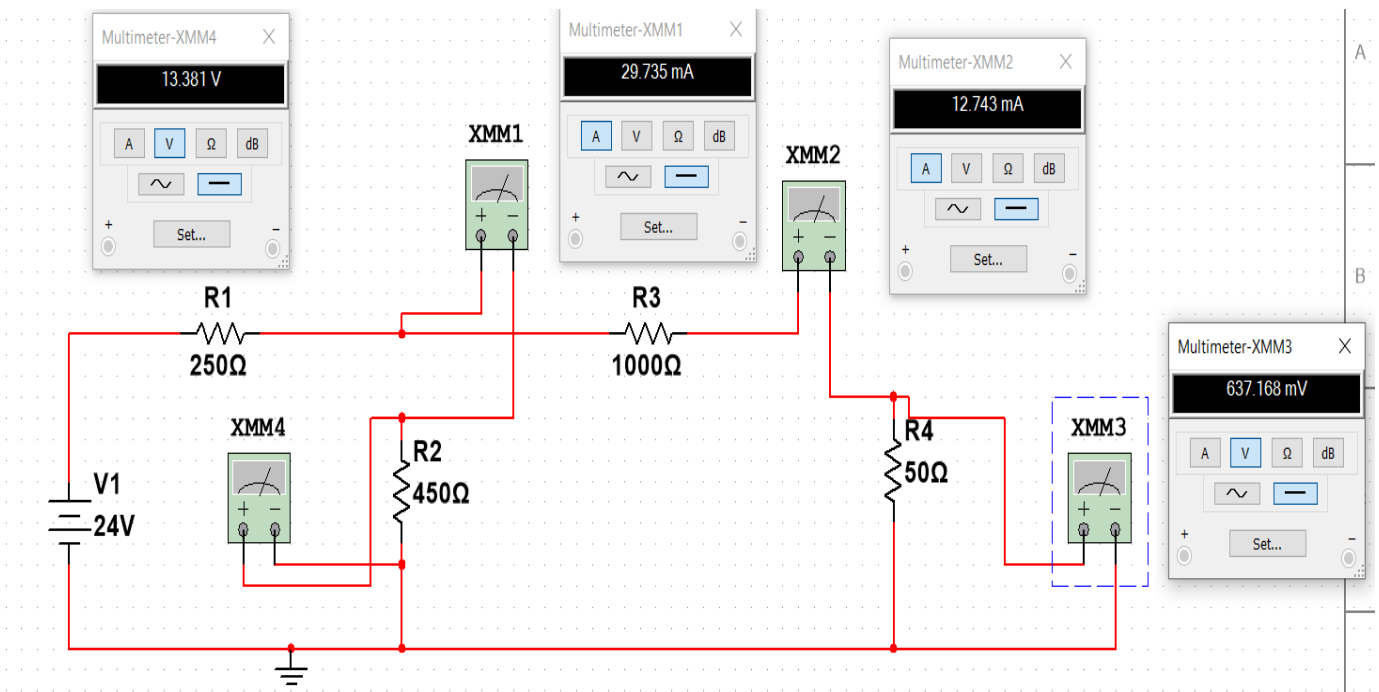 Multimeter-XMM4 X
13.381 V
A V Ω dB
+ Set... −
Multimeter-XMM1 X
29.735 mA
A V Ω dB
+ Set... −
Multimeter-XMM2 X
12.743 mA
A V Ω dB
+ Set... −
Multimeter-XMM3 X
637.168 mV
A V Ω dB
+ Set... −
XMM1
+ −
XMM2
+ −
R1
250Ω
R3
1000Ω
XMM4
+ −
R2
450Ω
R4
50Ω
XMM3
+ −
V1
24V
A
B